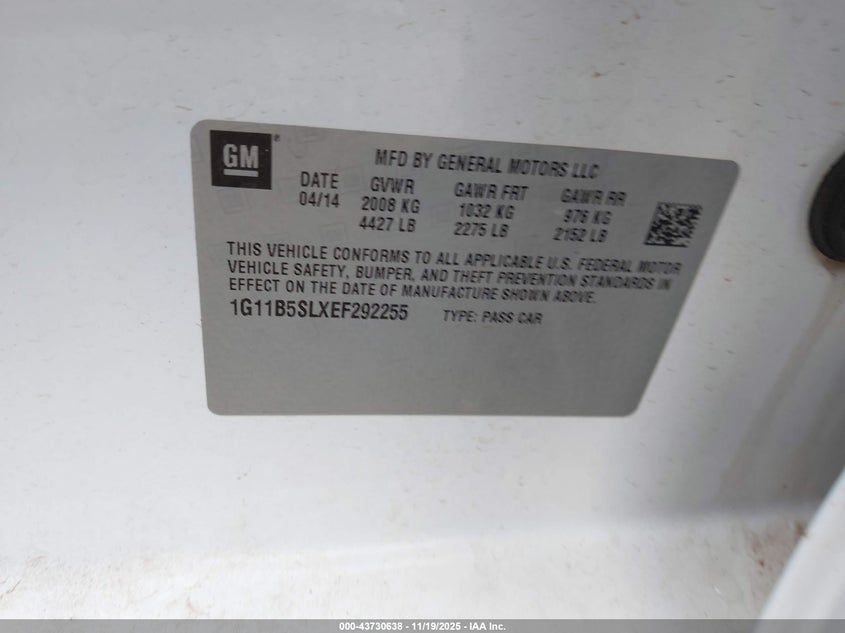 GM®
MFD BY GENERAL MOTORS LLC
DATE GVWR GAWR FRT GAWR RR
04/14 2008 KG 1032 KG 976 KG
4427 LB 2275 LB 2152 LB
THIS VEHICLE CONFORMS TO ALL APPLICABLE U.S. FEDERAL MOTOR
VEHICLE SAFETY, BUMPER, AND THEFT PREVENTION STANDARDS IN
EFFECT ON THE DATE OF MANUFACTURE SHOWN ABOVE.
1G11B5SLXEF292255 TYPE: PASS CAR
000-43730638 - 11/19/2025 - IAA Inc.